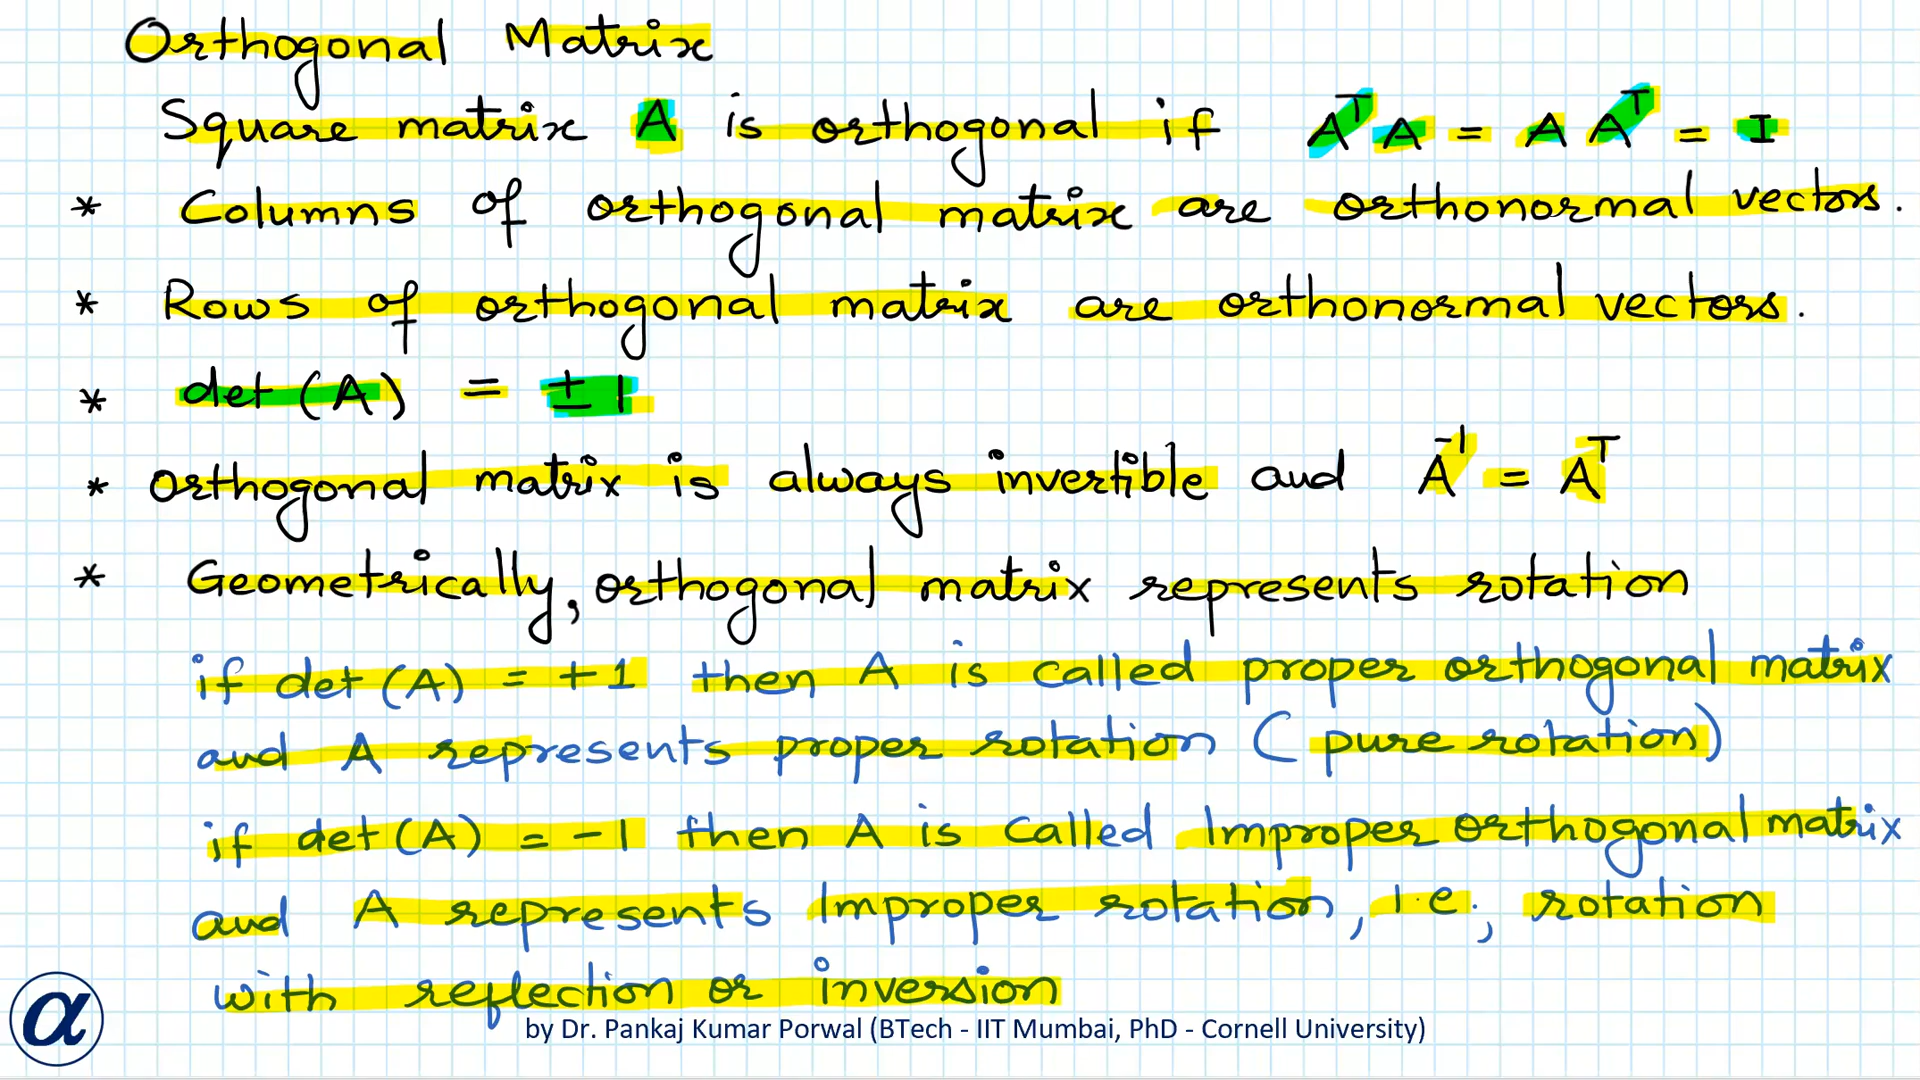 Orthogonal Matrix
Square matrix A is orthogonal if AᵀA = AAᵀ = I
* Columns of orthogonal matrix are orthonormal vectors.
* Rows of orthogonal matrix are orthonormal vectors.
* det (A) = ± 1
* Orthogonal matrix is always invertible and A⁻¹ = Aᵀ
* Geometrically, orthogonal matrix represents rotation
if det (A) = +1 then A is called proper orthogonal matrix
and A represents proper rotation (pure rotation)
if det (A) = -1 then A is called Improper orthogonal matrix
and A represents Improper rotation, i.e; rotation
with reflection or inversion
α
by Dr. Pankaj Kumar Porwal (BTech - IIT Mumbai, PhD - Cornell University)